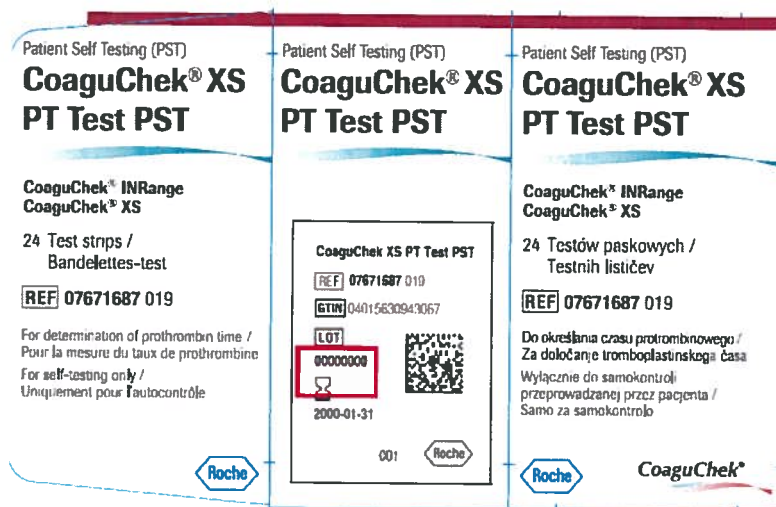 Patient Self Testing (PST)
CoaguChek® XS
PT Test PST
CoaguChek® INRange
CoaguChek® XS
24 Test strips /
Bandelettes-test
REF 07671687 019
For determination of prothrombin time /
Pour la mesure du taux de prothrombine
For self-testing only /
Uniquement pour l'autocontrôle
Roche
Patient Self Testing (PST)
CoaguChek® XS
PT Test PST
CoaguChek XS PT Test PST
REF 07671687 019
GTIN 04015630943067
LOT
00000000
2000-01-31
001
Roche
Patient Self Testing (PST)
CoaguChek® XS
PT Test PST
CoaguChek® INRange
CoaguChek® XS
24 Testów paskowych /
Testnih lističev
REF 07671687 019
Do określania czasu protrombinowego /
Za določanje tromboplastinskega časa
Wyłącznie do samokontroli
przeprowadzanej przez pacjenta /
Samo za samokontrolo
Roche
CoaguChek®